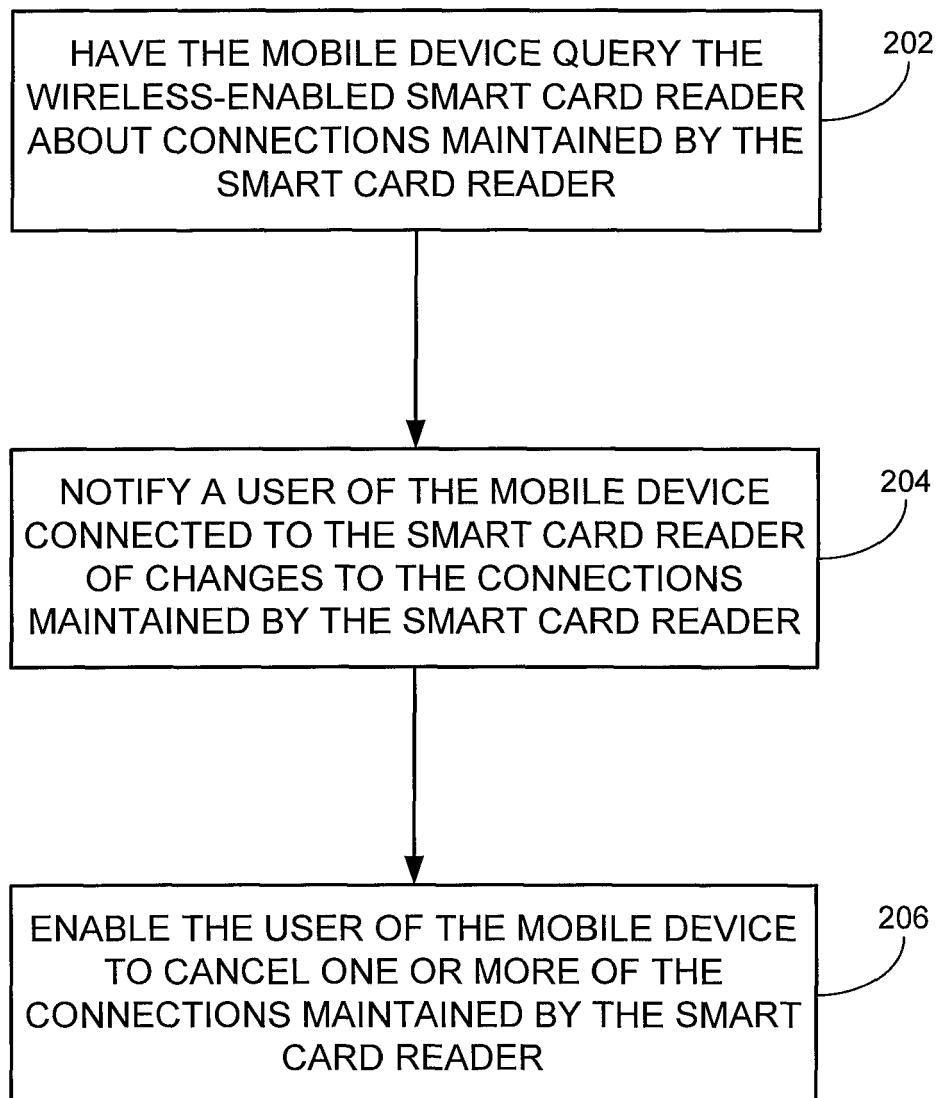 HAVE THE MOBILE DEVICE QUERY THE
WIRELESS-ENABLED SMART CARD READER
ABOUT CONNECTIONS MAINTAINED BY THE
SMART CARD READER
202
NOTIFY A USER OF THE MOBILE DEVICE
CONNECTED TO THE SMART CARD READER
OF CHANGES TO THE CONNECTIONS
MAINTAINED BY THE SMART CARD READER
204
ENABLE THE USER OF THE MOBILE DEVICE
TO CANCEL ONE OR MORE OF THE
CONNECTIONS MAINTAINED BY THE SMART
CARD READER
206